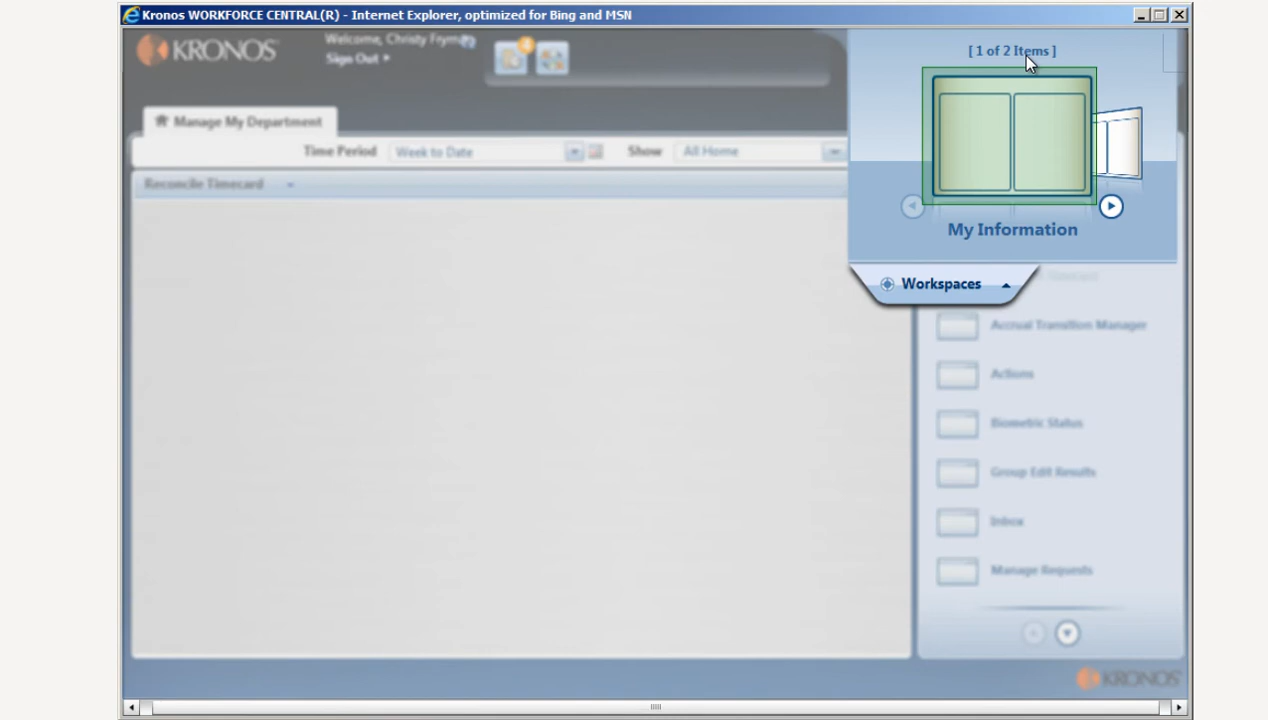 Kronos WORKFORCE CENTRAL(R) - Internet Explorer, optimized for Bing and MSN
KRONOS
Welcome, Christy Frym
Sign Out
4
[ 1 of 2 Items ]
Manage My Department
Time Period
Week to Date
Show
All Home
Reconcile Timecard
My Information
Workspaces
Accrual Transition Manager
Actions
Biometric Status
Group Edit Results
Inbox
Manage Requests
KRONOS